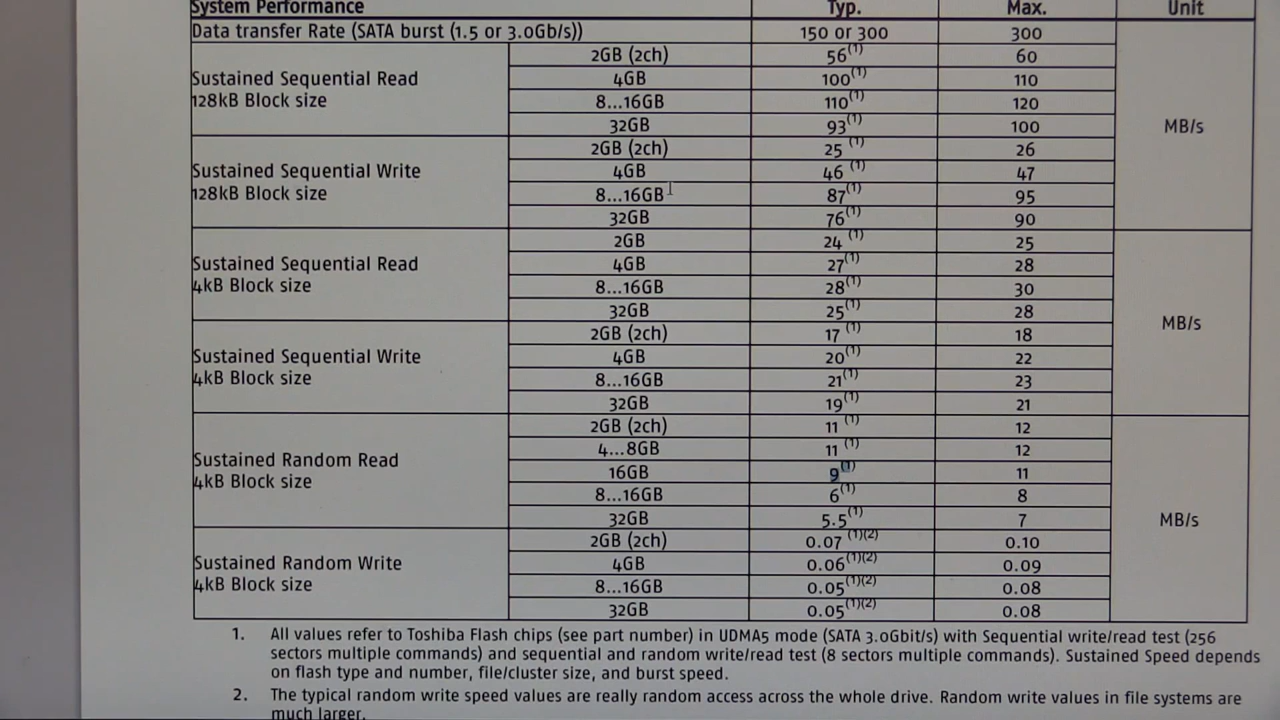 System Performance Typ. Max. Unit
Data transfer Rate (SATA burst (1.5 or 3.0Gb/s)) 150 or 300 300
Sustained Sequential Read
128kB Block size
2GB (2ch) 56(1) 60
4GB 100(1) 110
8...16GB 110(1) 120
32GB 93(1) 100
MB/s
Sustained Sequential Write
128kB Block size
2GB (2ch) 25 (1) 26
4GB 46 (1) 47
8...16GB 87(1) 95
32GB 76(1) 90
Sustained Sequential Read
4kB Block size
2GB 24 (1) 25
4GB 27(1) 28
8...16GB 28(1) 30
32GB 25(1) 28
MB/s
Sustained Sequential Write
4kB Block size
2GB (2ch) 17 (1) 18
4GB 20(1) 22
8...16GB 21(1) 23
32GB 19(1) 21
Sustained Random Read
4kB Block size
2GB (2ch) 11 (1) 12
4...8GB 11 (1) 12
16GB 9(1) 11
8...16GB 6(1) 8
32GB 5.5(1) 7
MB/s
Sustained Random Write
4kB Block size
2GB (2ch) 0.07 (1)(2) 0.10
4GB 0.06(1)(2) 0.09
8...16GB 0.05(1)(2) 0.08
32GB 0.05(1)(2) 0.08
1. All values refer to Toshiba Flash chips (see part number) in UDMA5 mode (SATA 3.0Gbit/s) with Sequential write/read test (256
sectors multiple commands) and sequential and random write/read test (8 sectors multiple commands). Sustained Speed depends
on flash type and number, file/cluster size, and burst speed.
2. The typical random write speed values are really random access across the whole drive. Random write values in file systems are
much larger.